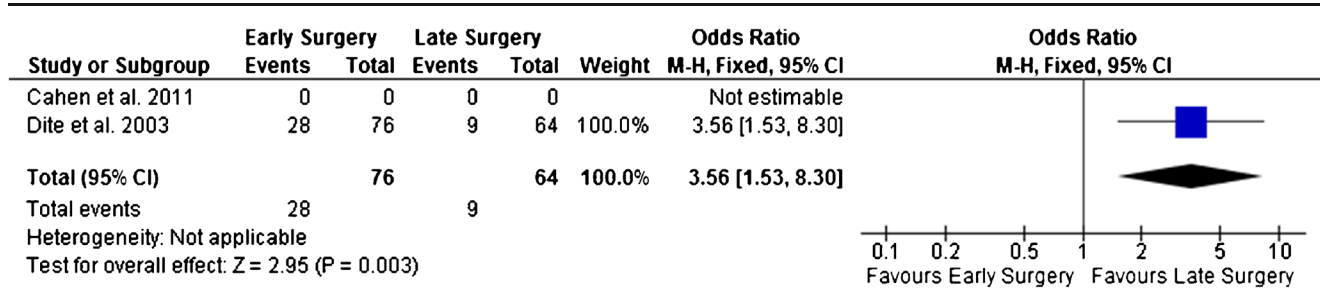 Early Surgery Late Surgery Odds Ratio Odds Ratio
Study or Subgroup Events Total Events Total Weight M-H, Fixed, 95% CI M-H, Fixed, 95% CI
Cahen et al. 2011 0 0 0 0 Not estimable
Dite et al. 2003 28 76 9 64 100.0% 3.56 [1.53, 8.30]
Total (95% CI) 76 64 100.0% 3.56 [1.53, 8.30]
Total events 28 9
Heterogeneity: Not applicable
Test for overall effect: Z = 2.95 (P = 0.003)
0.1 0.2 0.5 1 2 5 10
Favours Early Surgery Favours Late Surgery